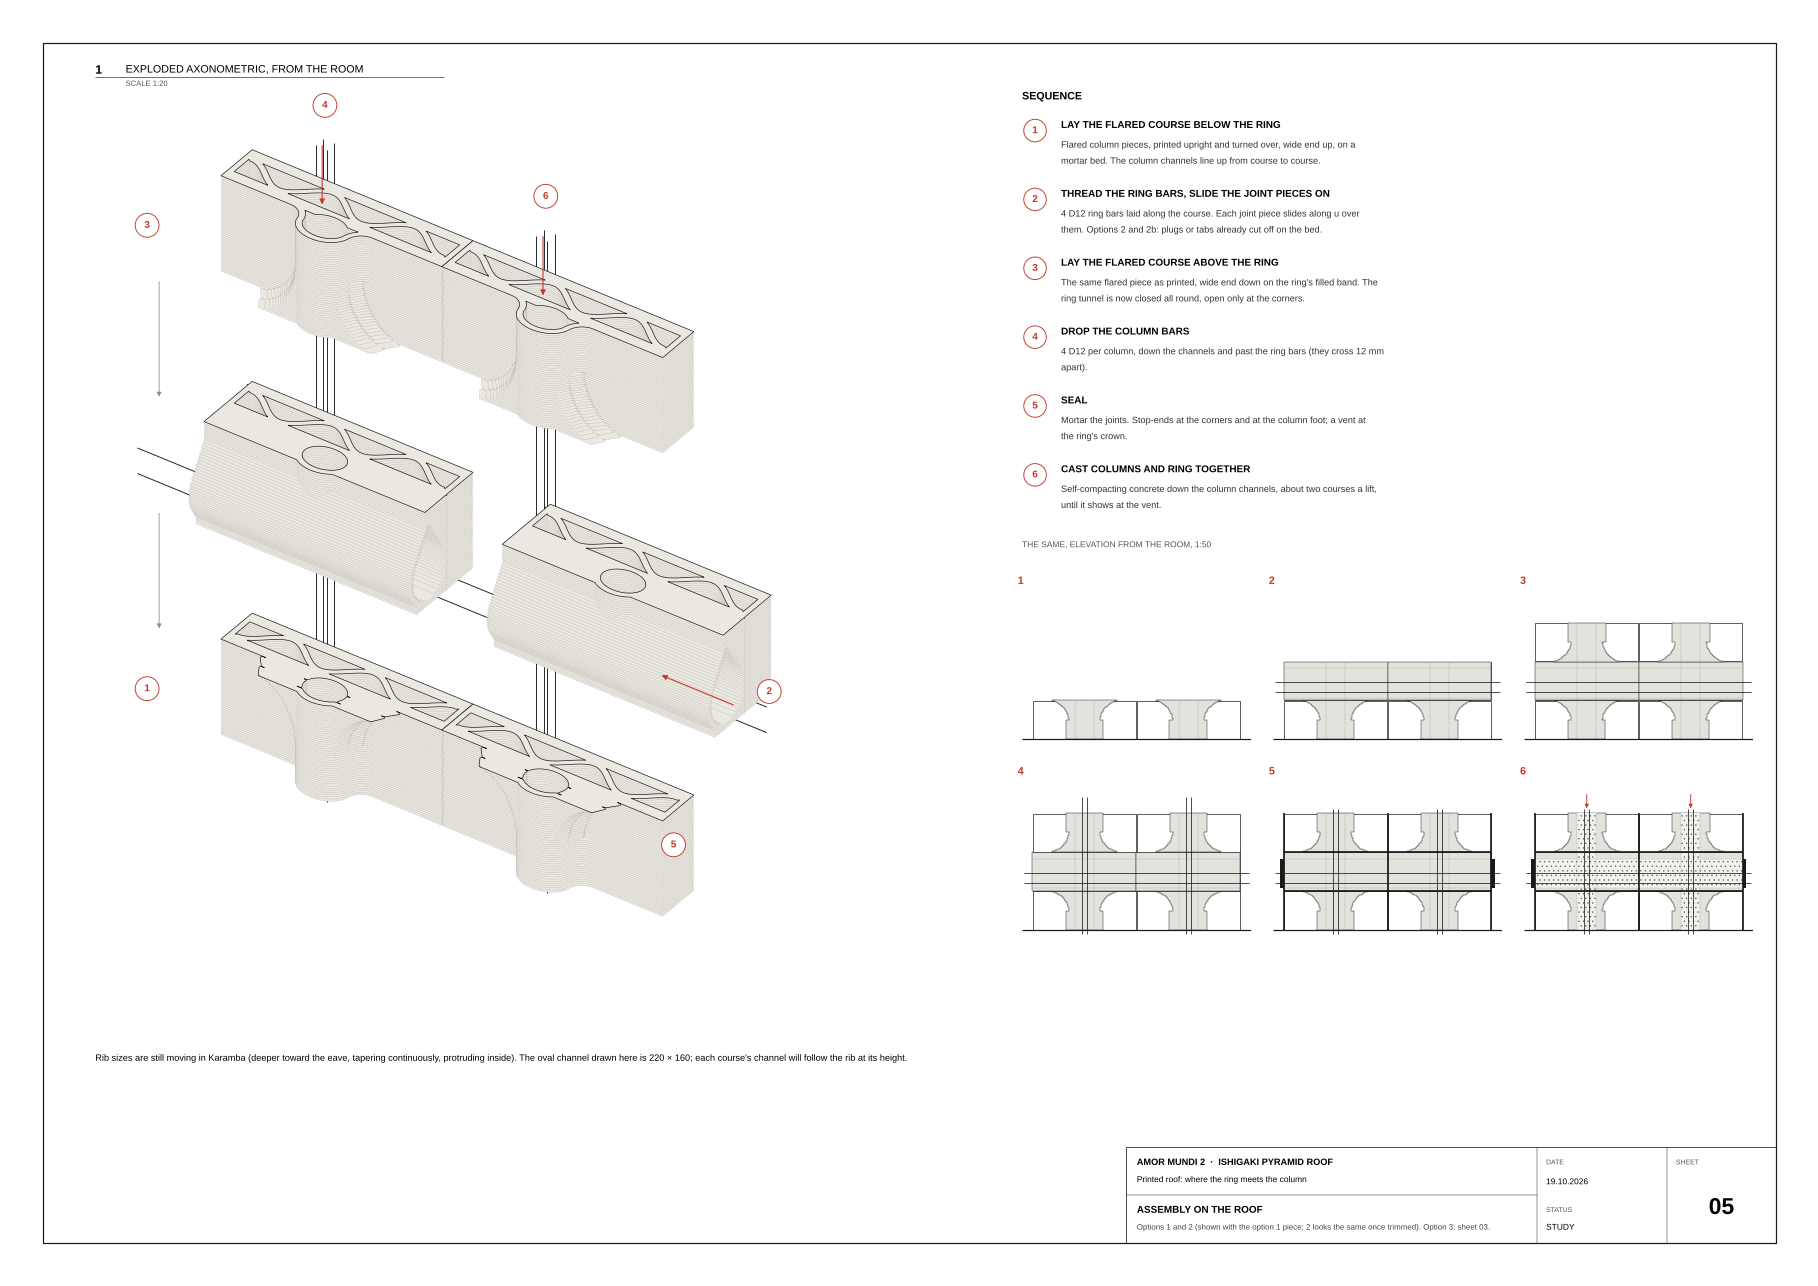 1 EXPLODED AXONOMETRIC, FROM THE ROOM
SCALE 1:20
4
6
3
1
2
5
SEQUENCE
1 LAY THE FLARED COURSE BELOW THE RING
Flared column pieces, printed upright and turned over, wide end up, on a
mortar bed. The column channels line up from course to course.
2 THREAD THE RING BARS, SLIDE THE JOINT PIECES ON
4 D12 ring bars laid along the course. Each joint piece slides along u over
them. Options 2 and 2b: plugs or tabs already cut off on the bed.
3 LAY THE FLARED COURSE ABOVE THE RING
The same flared piece as printed, wide end down on the ring's filled band. The
ring tunnel is now closed all round, open only at the corners.
4 DROP THE COLUMN BARS
4 D12 per column, down the channels and past the ring bars (they cross 12 mm
apart).
5 SEAL
Mortar the joints. Stop-ends at the corners and at the column foot; a vent at
the ring's crown.
6 CAST COLUMNS AND RING TOGETHER
Self-compacting concrete down the column channels, about two courses a lift,
until it shows at the vent.
THE SAME, ELEVATION FROM THE ROOM, 1:50
1 2 3
4 5 6
Rib sizes are still moving in Karamba (deeper toward the eave, tapering continuously, protruding inside). The oval channel drawn here is 220 × 160; each course's channel will follow the rib at its height.
AMOR MUNDI 2 · ISHIGAKI PYRAMID ROOF
Printed roof: where the ring meets the column
ASSEMBLY ON THE ROOF
Options 1 and 2 (shown with the option 1 piece; 2 looks the same once trimmed). Option 3: sheet 03.
DATE
19.10.2026
STATUS
STUDY
SHEET
05